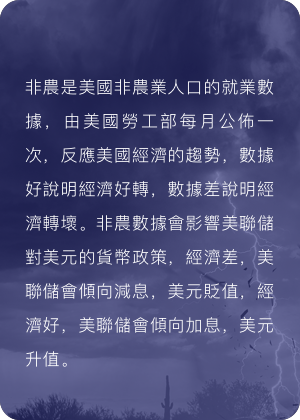 非農是美國非農業人口的就業數
據，由美國勞工部每月公佈一
次，反應美國經濟的趨勢，數據
好說明經濟好轉，數據差說明經
濟轉壞。非農數據會影響美聯儲
對美元的貨幣政策，經濟差，美
聯儲會傾向減息，美元貶值，經
濟好，美聯儲會傾向加息，美元
升值。